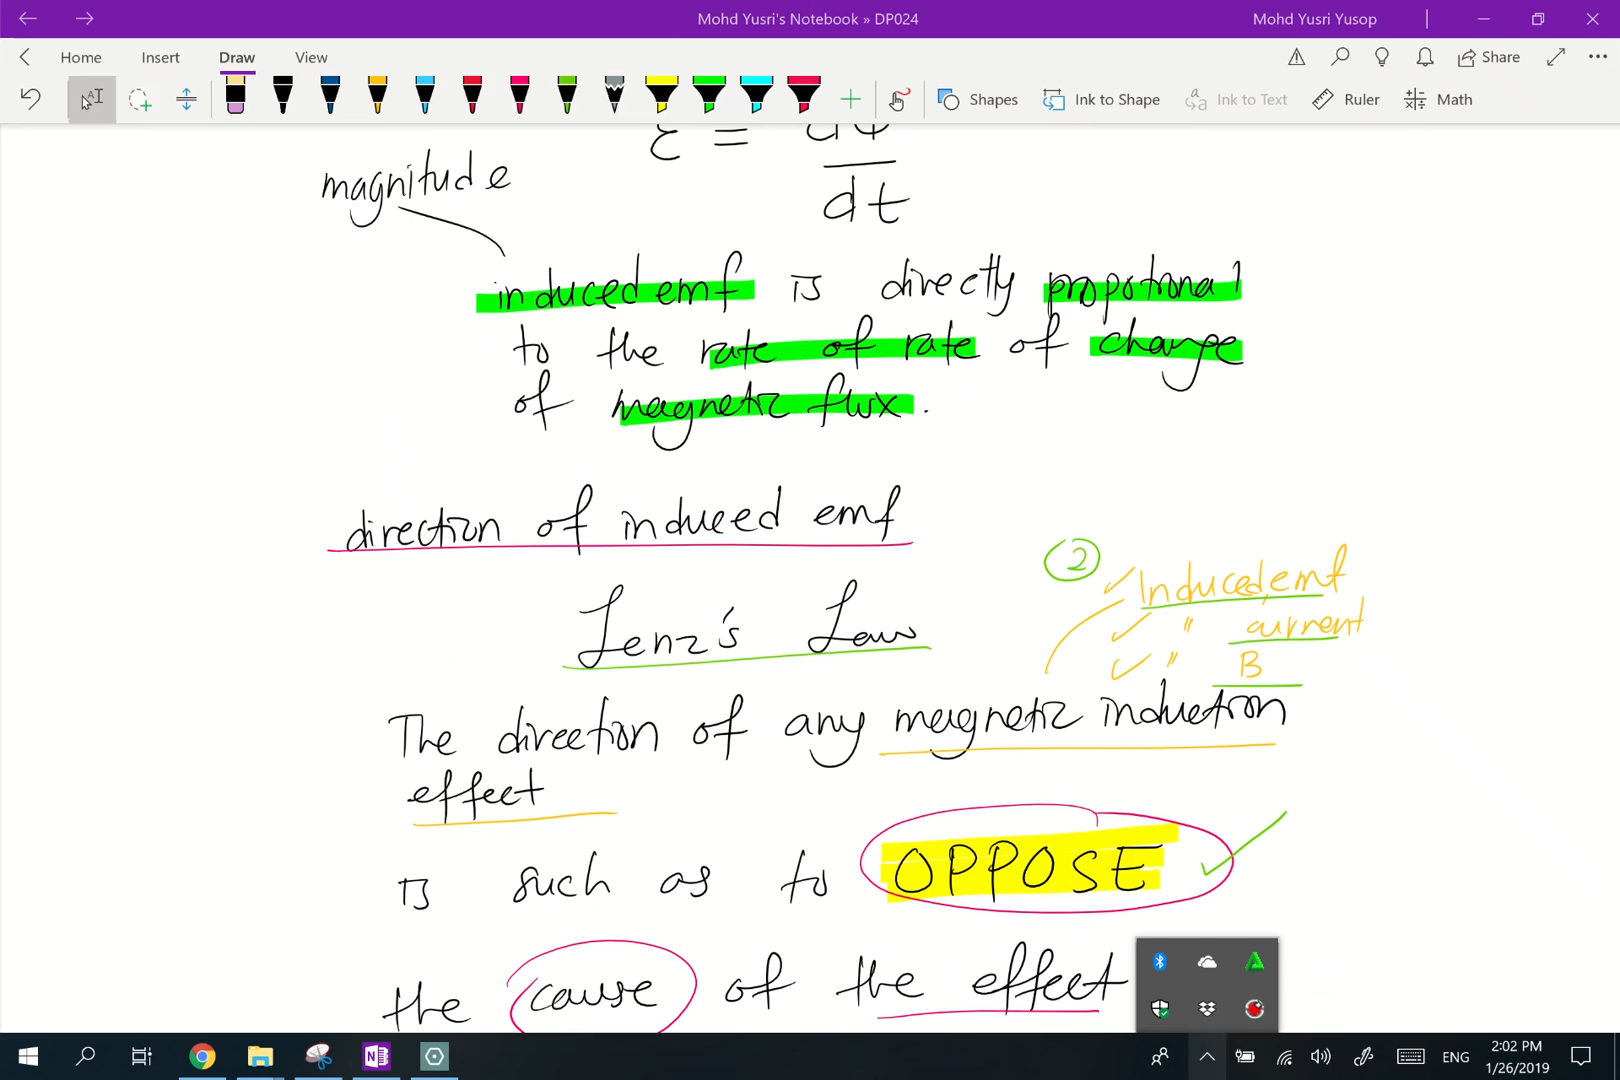 Mohd Yusri's Notebook » DP024
Mohd Yusri Yusop
Home Insert Draw View
Share
Shapes Ink to Shape Ink to Text Ruler Math
ε = dΦ
dt
magnitude
induced emf is directly propotional
to the rate of rate of change
of magnetic flux.
direction of induced emf
Lenz's Law
② ✓ Induced emf
✓ " current
✓ " B
The direction of any magnetic induction
effect
is such as to OPPOSE ✓
the cause of the effect
ENG
2:02 PM
1/26/2019